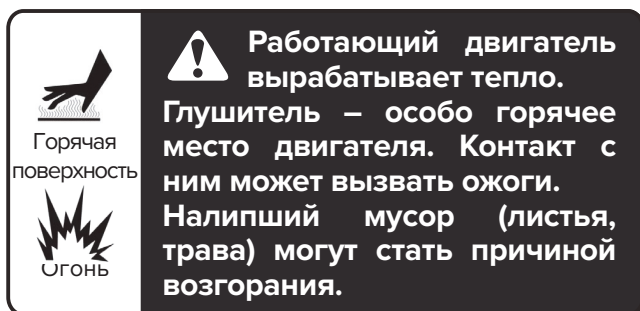 Горячая
поверхность
Огонь
Работающий двигатель
вырабатывает тепло.
Глушитель – особо горячее
место двигателя. Контакт с
ним может вызвать ожоги.
Налипший мусор (листья,
трава) могут стать причиной
возгорания.